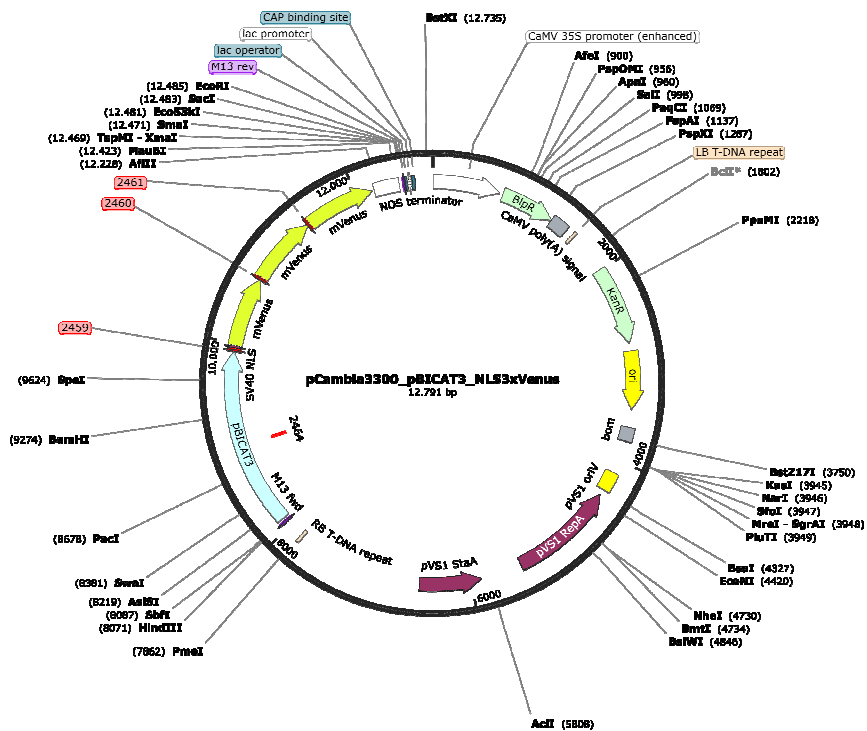 CAP binding site
lac promoter
lac operator
M13 rev
(12.485) EcoRI
(12.483) SacI
(12.481) Eco53kI
(12.471) SmaI
(12.469) TspMI - XmaI
(12.423) MauBI
(12.228) AflII
2461
2460
2459
(9624) SpeI
(9274) BamHI
(8678) PacI
(8381) SwaI
(8219) AsiSI
(8087) SbfI
(8071) HindIII
(7862) PmeI
BstXI (12.735)
CaMV 35S promoter (enhanced)
AfeI (900)
PspOMI (956)
ApaI (960)
SalI (998)
PaqCI (1069)
FspAI (1137)
PspXI (1287)
LB T-DNA repeat
BclI* (1802)
PpuMI (2218)
BstZ17I (3750)
KasI (3945)
NarI (3946)
SfoI (3947)
MreI - SgrAI (3948)
PluTI (3949)
BsuI (4327)
EcoNI (4420)
NheI (4730)
BmtI (4734)
BsiWI (4846)
AclI (5808)
12.000
2000
4000
6000
8000
10.000
NOS terminator
BlpR
CaMV poly(A) signal
KanR
ori
bom
pVS1 oriV
pVS1 RepA
pVS1 StaA
RB T-DNA repeat
M13 fwd
2464
pBICAT3
SV40 NLS
mVenus
mVenus
mVenus
pCambia3300_pBICAT3_NLS3xVenus
12.791 bp